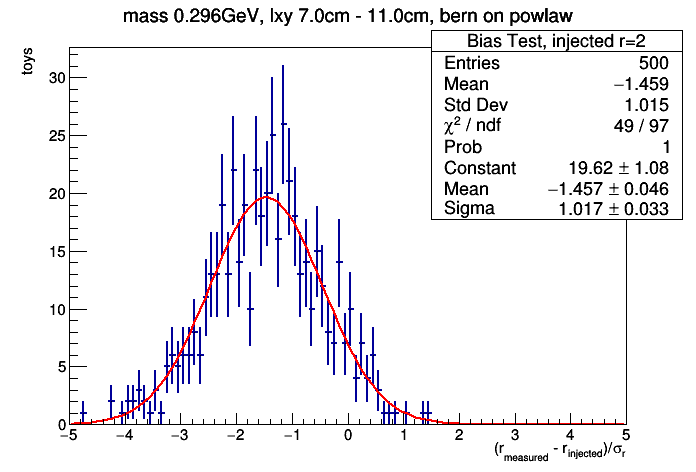 mass 0.296GeV, lxy 7.0cm - 11.0cm, bern on powlaw
Bias Test, injected r=2
Entries 500
Mean −1.459
Std Dev 1.015
χ² / ndf 49 / 97
Prob 1
Constant 19.62 ± 1.08
Mean −1.457 ± 0.046
Sigma 1.017 ± 0.033
toys
30
25
20
15
10
5
0
−5 −4 −3 −2 −1 0 1 2 3 4 5
(r_measured - r_injected)/σ_r